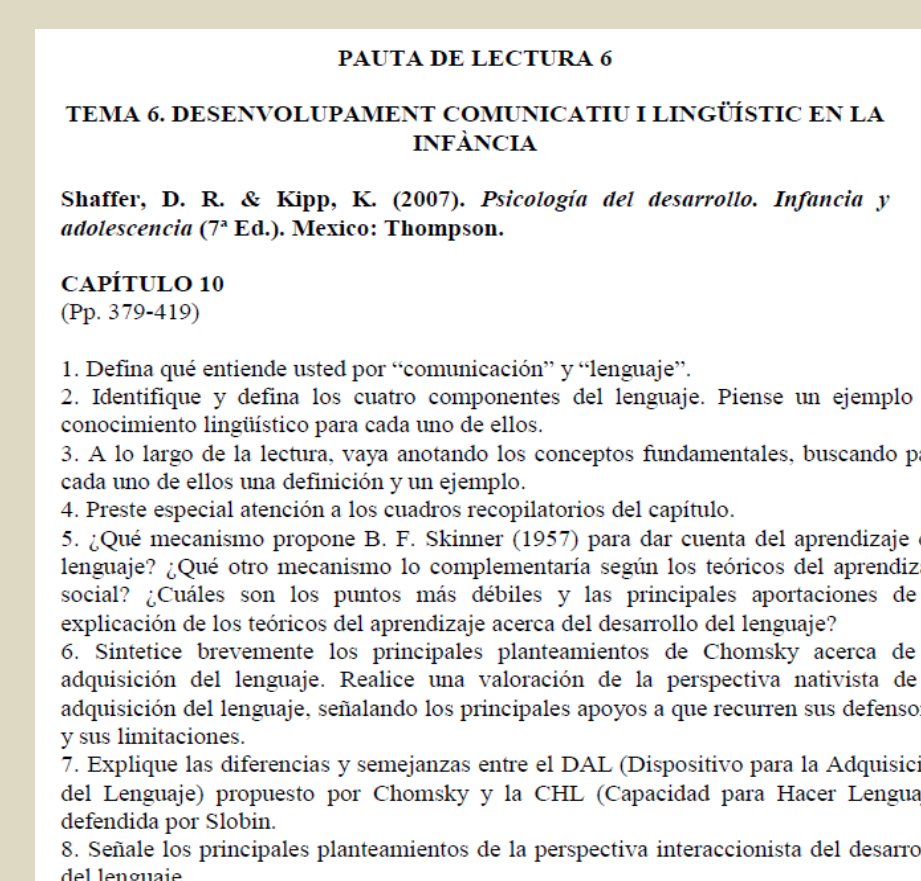 PAUTA DE LECTURA 6
TEMA 6. DESENVOLUPAMENT COMUNICATIU I LINGÜÍSTIC EN LA
INFÀNCIA
Shaffer, D. R. & Kipp, K. (2007). Psicología del desarrollo. Infancia y
adolescencia (7ª Ed.). Mexico: Thompson.
CAPÍTULO 10
(Pp. 379-419)
1. Defina qué entiende usted por “comunicación” y “lenguaje”.
2. Identifique y defina los cuatro componentes del lenguaje. Piense un ejemplo
conocimiento lingüístico para cada uno de ellos.
3. A lo largo de la lectura, vaya anotando los conceptos fundamentales, buscando
cada uno de ellos una definición y un ejemplo.
4. Preste especial atención a los cuadros recopilatorios del capítulo.
5. ¿Qué mecanismo propone B. F. Skinner (1957) para dar cuenta del aprendizaje
lenguaje? ¿Qué otro mecanismo lo complementaría según los teóricos del
social? ¿Cuáles son los puntos más débiles y las principales aportaciones de
explicación de los teóricos del aprendizaje acerca del desarrollo del lenguaje?
6. Sintetice brevemente los principales planteamientos de Chomsky acerca de
adquisición del lenguaje. Realice una valoración de la perspectiva nativista de
adquisición del lenguaje, señalando los principales apoyos a que recurren sus
y sus limitaciones.
7. Explique las diferencias y semejanzas entre el DAL (Dispositivo para la
del Lenguaje) propuesto por Chomsky y la CHL (Capacidad para Hacer
defendida por Slobin.
8. Señale los principales planteamientos de la perspectiva interaccionista del
del lenguaje